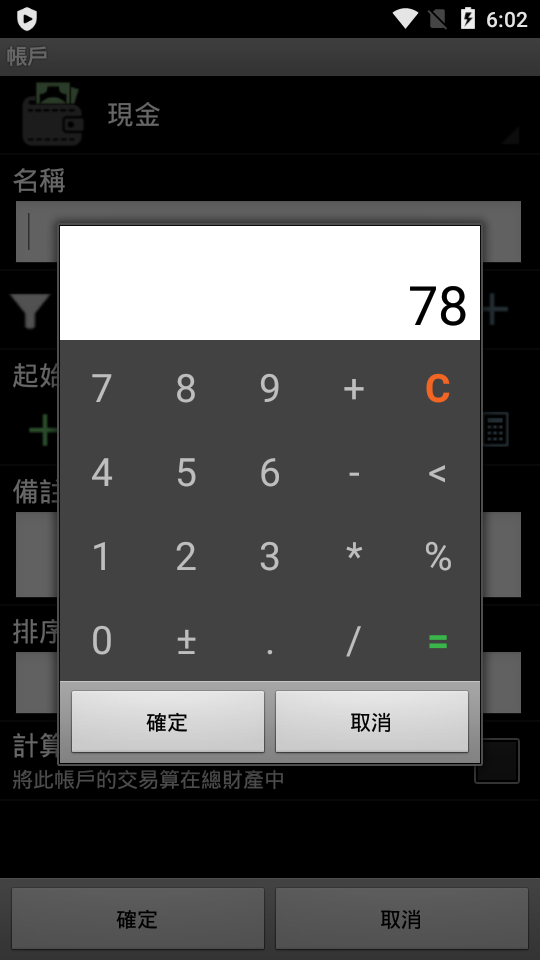 6:02
帳戶
現金
名稱
78
起始
7 8 9 + C
4 5 6 - <
備註
1 2 3 * %
排序
0 ± . / =
確定 取消
計算
將此帳戶的交易算在總財產中
確定 取消